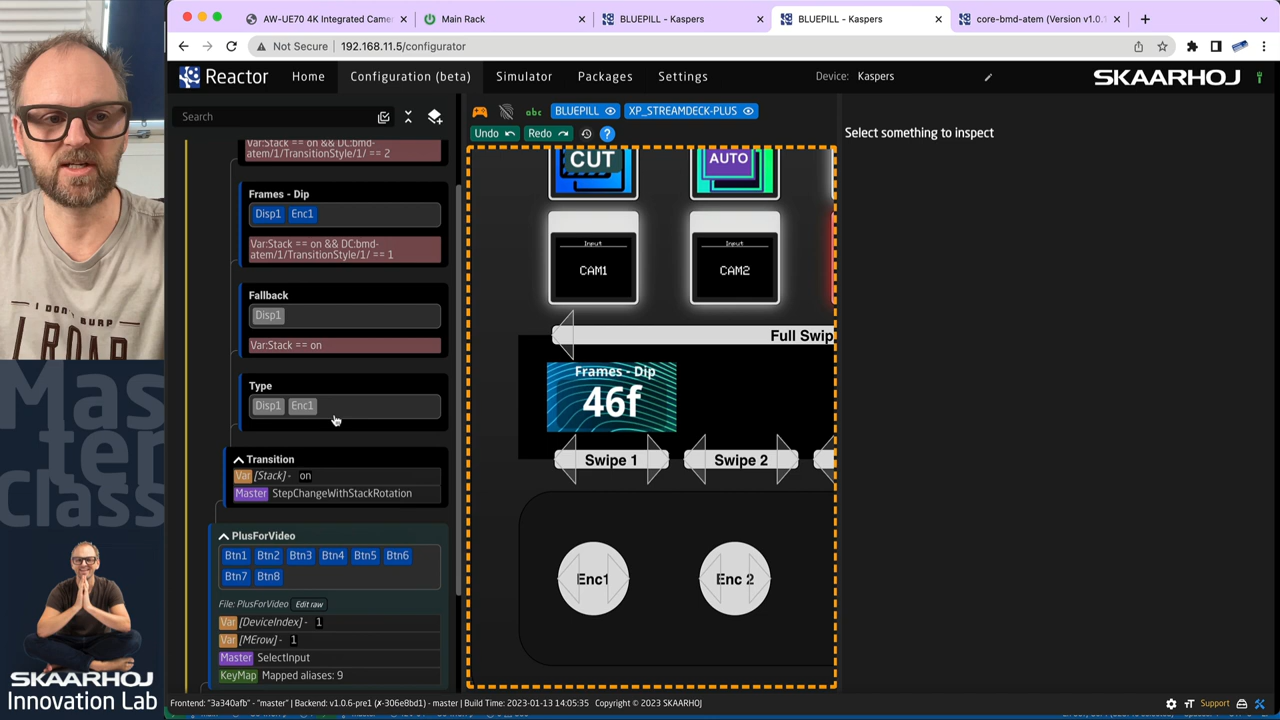 AW-UE70 4K Integrated Came
Main Rack
BLUEPILL - Kaspers
BLUEPILL - Kaspers
core-bmd-atem (Version v1.0.
Not Secure 192.168.11.5/configurator
Reactor
Home
Configuration (beta)
Simulator
Packages
Settings
Device: Kaspers
SKAARHOJ
Search
abc
BLUEPILL
XP_STREAMDECK-PLUS
Undo
Redo
?
Select something to inspect
Var:Stack == on && DC:bmd-
atem/1/TransitionStyle/1/ == 2
Frames - Dip
Disp1 Enc1
Var:Stack == on && DC:bmd-
atem/1/TransitionStyle/1/ == 1
Fallback
Disp1
Var:Stack == on
Type
Disp1 Enc1
Transition
Var [Stack] - on
Master StepChangeWithStackRotation
PlusForVideo
Btn1 Btn2 Btn3 Btn4 Btn5 Btn6
Btn7 Btn8
File: PlusForVideo Edit raw
Var [DeviceIndex] - 1
Var [MErow] - 1
Master SelectInput
KeyMap Mapped aliases: 9
CUT
AUTO
Input
CAM1
Input
CAM2
Full Swip
Frames - Dip
46f
Swipe 1
Swipe 2
Enc1
Enc 2
I DON'T BURP
I ROAR
Master
Class
SKAARHOJ
Innovation Lab
Frontend: "3a340afb" - "master" | Backend: v1.0.6-pre1 (✗-306e8bd1) - master | Build Time: 2023-01-13 14:05:35 Copyright © 2023 SKAARHOJ
Support